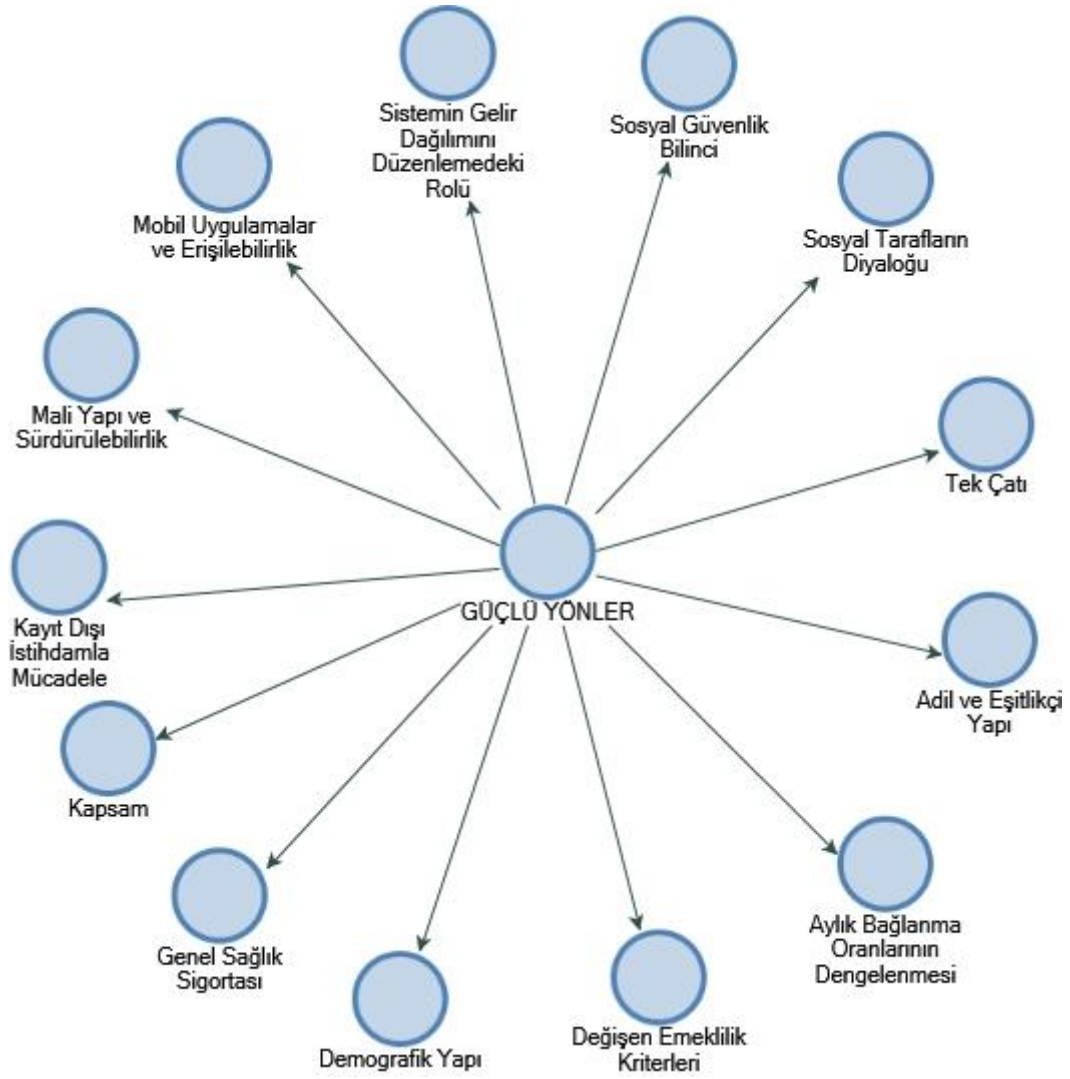 Sistemin Gelir
Dağılımını
Düzenlemedeki
Rolü
Sosyal Güvenlik
Bilinci
Mobil Uygulamalar
ve Erişilebilirlik
Sosyal Tarafların
Diyaloğu
Mali Yapı ve
Sürdürülebilirlik
Tek Çatı
GÜÇLÜ YÖNLER
Kayıt Dışı
İstihdamla
Mücadele
Adil ve Eşitlikçi
Yapı
Kapsam
Aylık Bağlanma
Oranlarının
Dengelenmesi
Genel Sağlık
Sigortası
Demografik Yapı
Değişen Emeklilik
Kriterleri